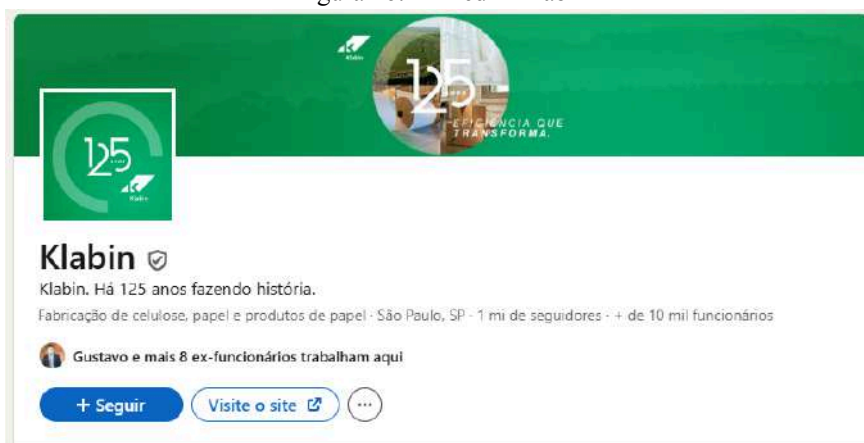 Klabin
125
anos
EFICIÊNCIA QUE
TRANSFORMA.
125
anos
Klabin
Klabin
Klabin. Há 125 anos fazendo história.
Fabricação de celulose, papel e produtos de papel · São Paulo, SP · 1 mi de seguidores · + de 10 mil funcionários
Gustavo e mais 8 ex-funcionários trabalham aqui
+ Seguir
Visite o site